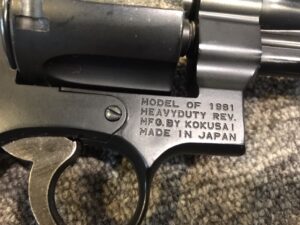 MODEL OF 1981
HEAVYDUTY REV.
MFG.BY KOKUSAI
MADE IN JAPAN